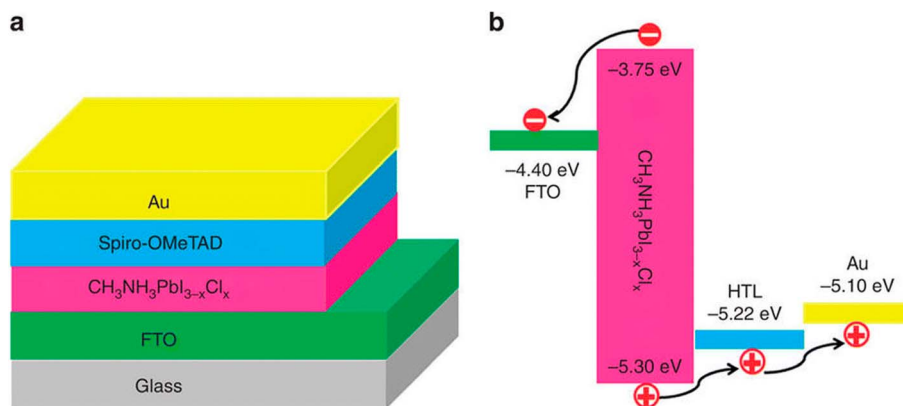 a
Au
Spiro-OMeTAD
CH₃NH₃PbI₃₋ₓClₓ
FTO
Glass
b
−3.75 eV
−4.40 eV
FTO
CH₃NH₃PbI₃₋ₓClₓ
HTL
−5.22 eV
Au
−5.10 eV
−5.30 eV